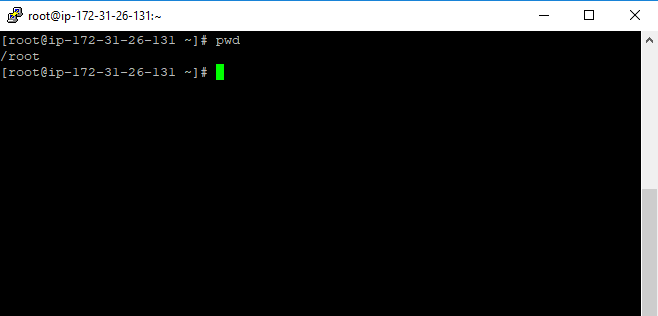 root@ip-172-31-26-131:~
[root@ip-172-31-26-131 ~]# pwd
/root
[root@ip-172-31-26-131 ~]#